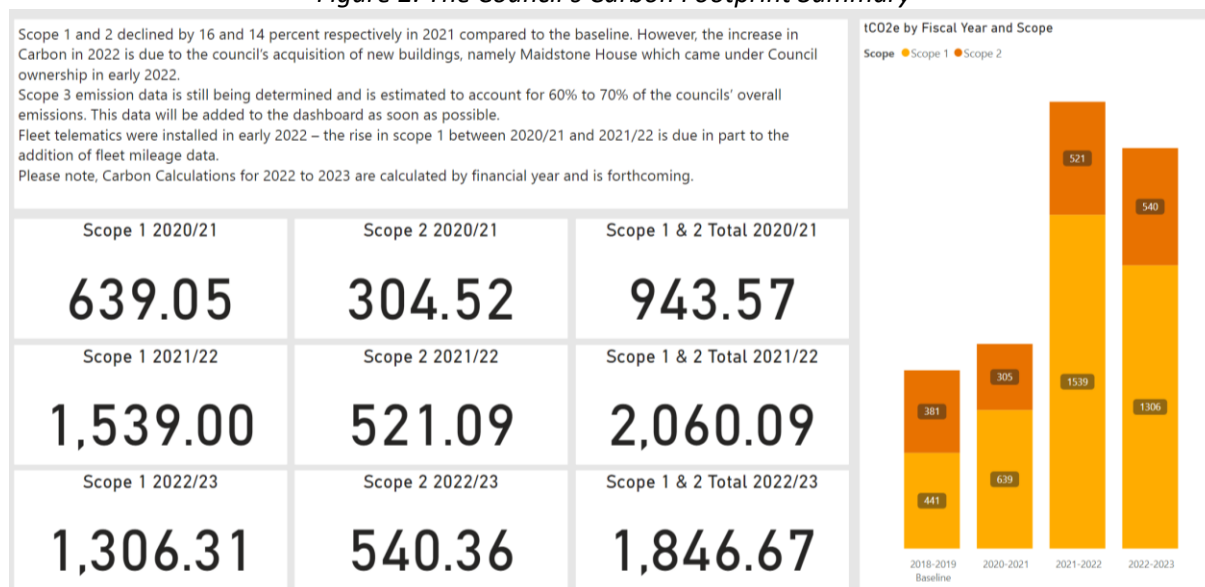 Scope 1 and 2 declined by 16 and 14 percent respectively in 2021 compared to the baseline. However, the increase in
Carbon in 2022 is due to the council's acquisition of new buildings, namely Maidstone House which came under Council
ownership in early 2022.
Scope 3 emission data is still being determined and is estimated to account for 60% to 70% of the councils' overall
emissions. This data will be added to the dashboard as soon as possible.
Fleet telematics were installed in early 2022 – the rise in scope 1 between 2020/21 and 2021/22 is due in part to the
addition of fleet mileage data.
Please note, Carbon Calculations for 2022 to 2023 are calculated by financial year and is forthcoming.
Scope 1 2020/21
639.05
Scope 2 2020/21
304.52
Scope 1 & 2 Total 2020/21
943.57
Scope 1 2021/22
1,539.00
Scope 2 2021/22
521.09
Scope 1 & 2 Total 2021/22
2,060.09
Scope 1 2022/23
1,306.31
Scope 2 2022/23
540.36
Scope 1 & 2 Total 2022/23
1,846.67
tCO2e by Fiscal Year and Scope
Scope Scope 1 Scope 2
381
441
305
639
521
1539
540
1306
2018-2019
Baseline
2020-2021
2021-2022
2022-2023